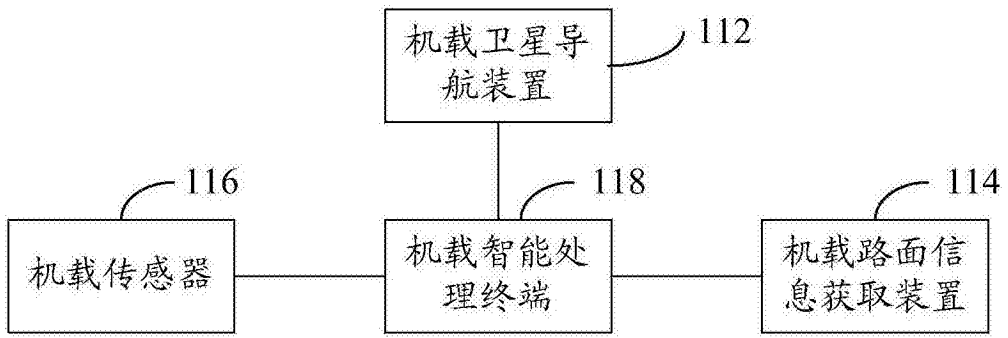 机载卫星导
航装置
112
116
118
114
机载传感器
机载智能处
理终端
机载路面信
息获取装置